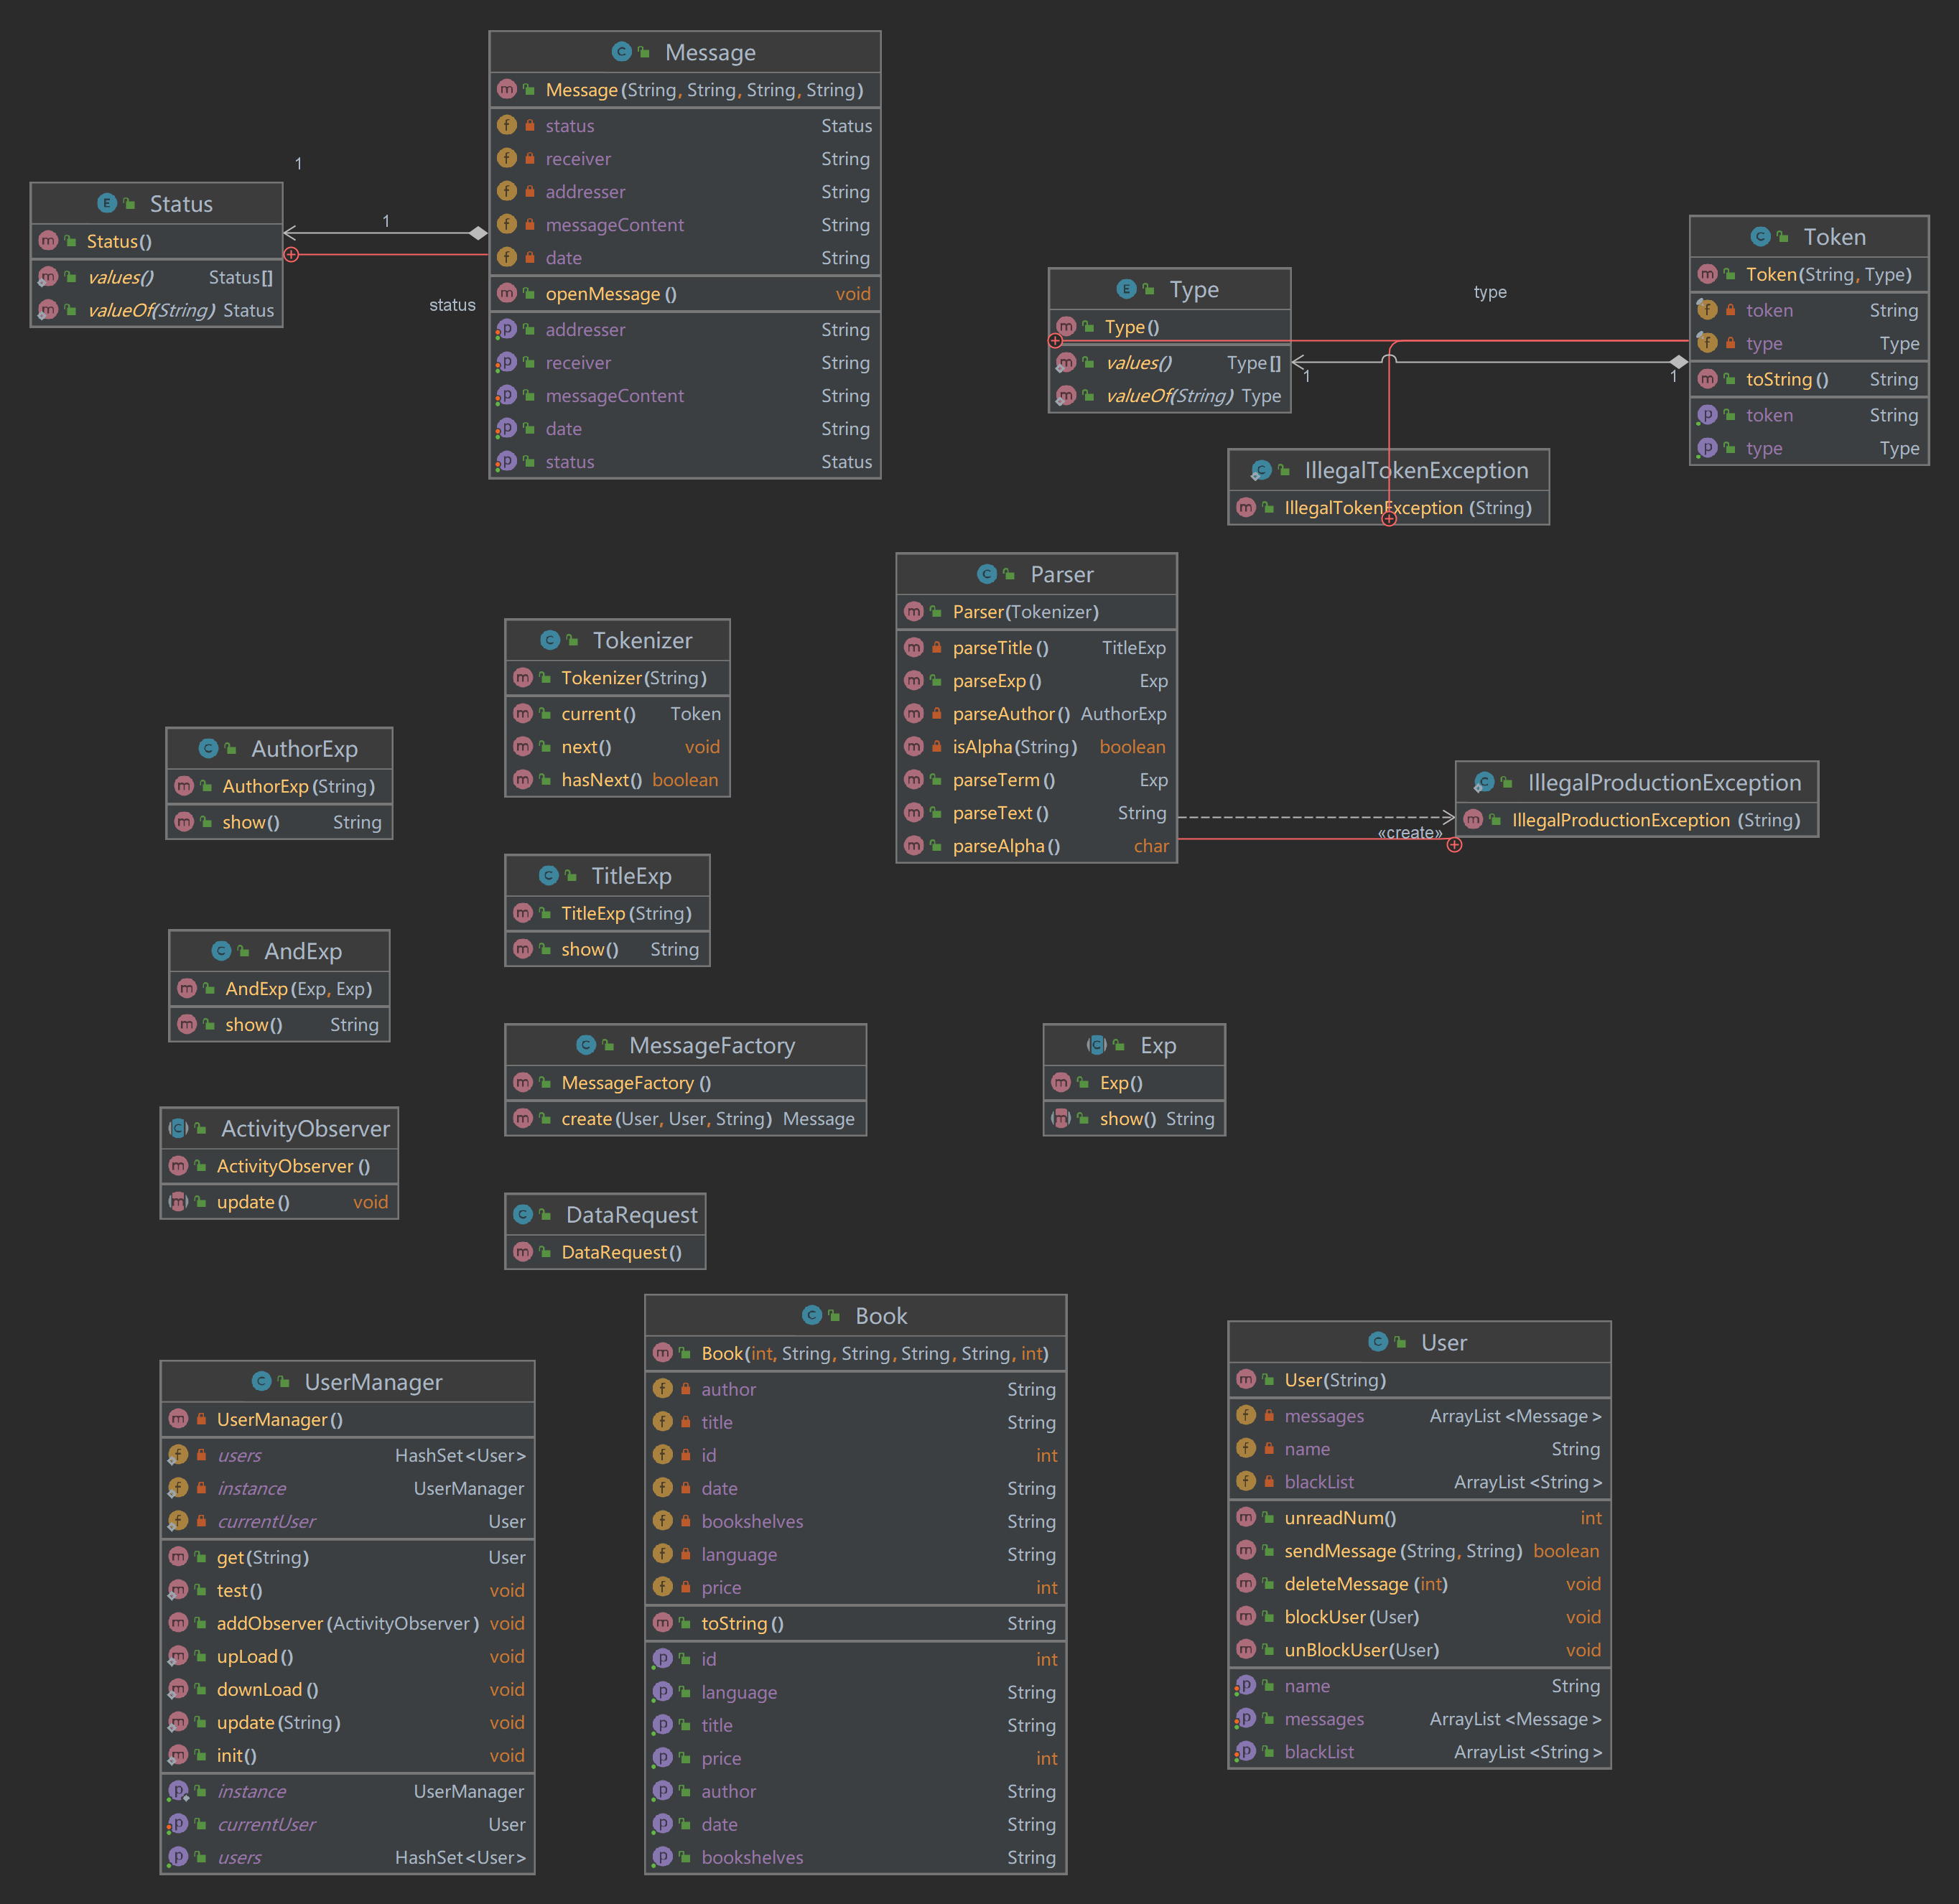 Message
Message(String, String, String, String)
status Status
receiver String
addresser String
messageContent String
date String
openMessage() void
addresser String
receiver String
messageContent String
date String
status Status
1
1
status
Status
Status()
values() Status[]
valueOf(String) Status
Type
Type()
values() Type[]
valueOf(String) Type
type
1
1
Token
Token(String, Type)
token String
type Type
toString() String
token String
type Type
IllegalTokenException
IllegalTokenException(String)
Parser
Parser(Tokenizer)
parseTitle() TitleExp
parseExp() Exp
parseAuthor() AuthorExp
isAlpha(String) boolean
parseTerm() Exp
parseText() String
parseAlpha() char
«create»
IllegalProductionException
IllegalProductionException(String)
Tokenizer
Tokenizer(String)
current() Token
next() void
hasNext() boolean
AuthorExp
AuthorExp(String)
show() String
TitleExp
TitleExp(String)
show() String
AndExp
AndExp(Exp, Exp)
show() String
MessageFactory
MessageFactory()
create(User, User, String) Message
Exp
Exp()
show() String
ActivityObserver
ActivityObserver()
update() void
DataRequest
DataRequest()
UserManager
UserManager()
users HashSet<User>
instance UserManager
currentUser User
get(String) User
test() void
addObserver(ActivityObserver) void
upLoad() void
downLoad() void
update(String) void
init() void
instance UserManager
currentUser User
users HashSet<User>
Book
Book(int, String, String, String, String, int)
author String
title String
id int
date String
bookshelves String
language String
price int
toString() String
id int
language String
title String
price int
author String
date String
bookshelves String
User
User(String)
messages ArrayList<Message>
name String
blackList ArrayList<String>
unreadNum() int
sendMessage(String, String) boolean
deleteMessage(int) void
blockUser(User) void
unBlockUser(User) void
name String
messages ArrayList<Message>
blackList ArrayList<String>